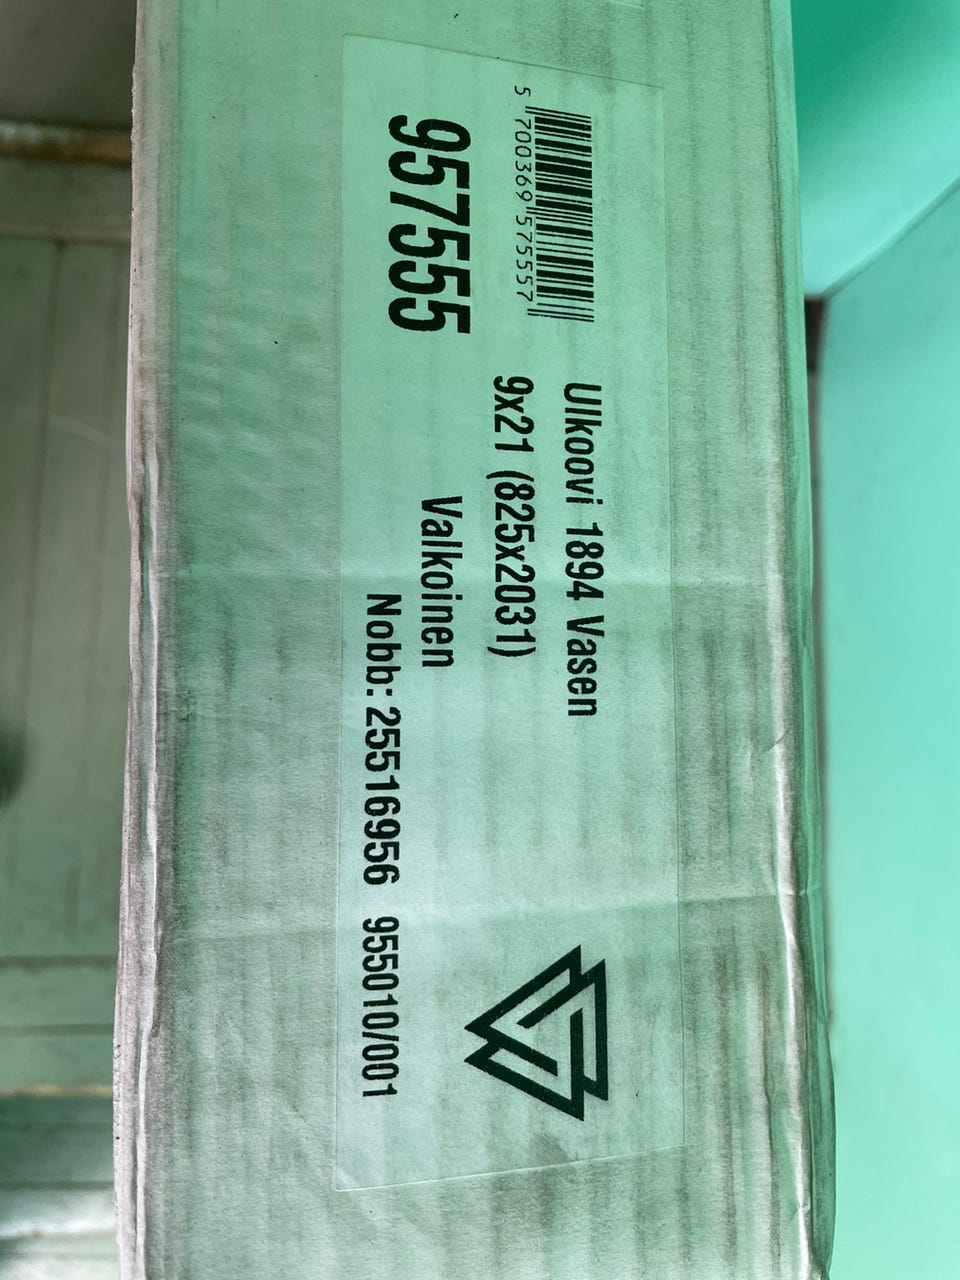 5 700369 575557
957555
Ulkoovi 1894 Vasen
9x21 (825x2031)
Valkoinen
Nobb: 25516956 955010/001